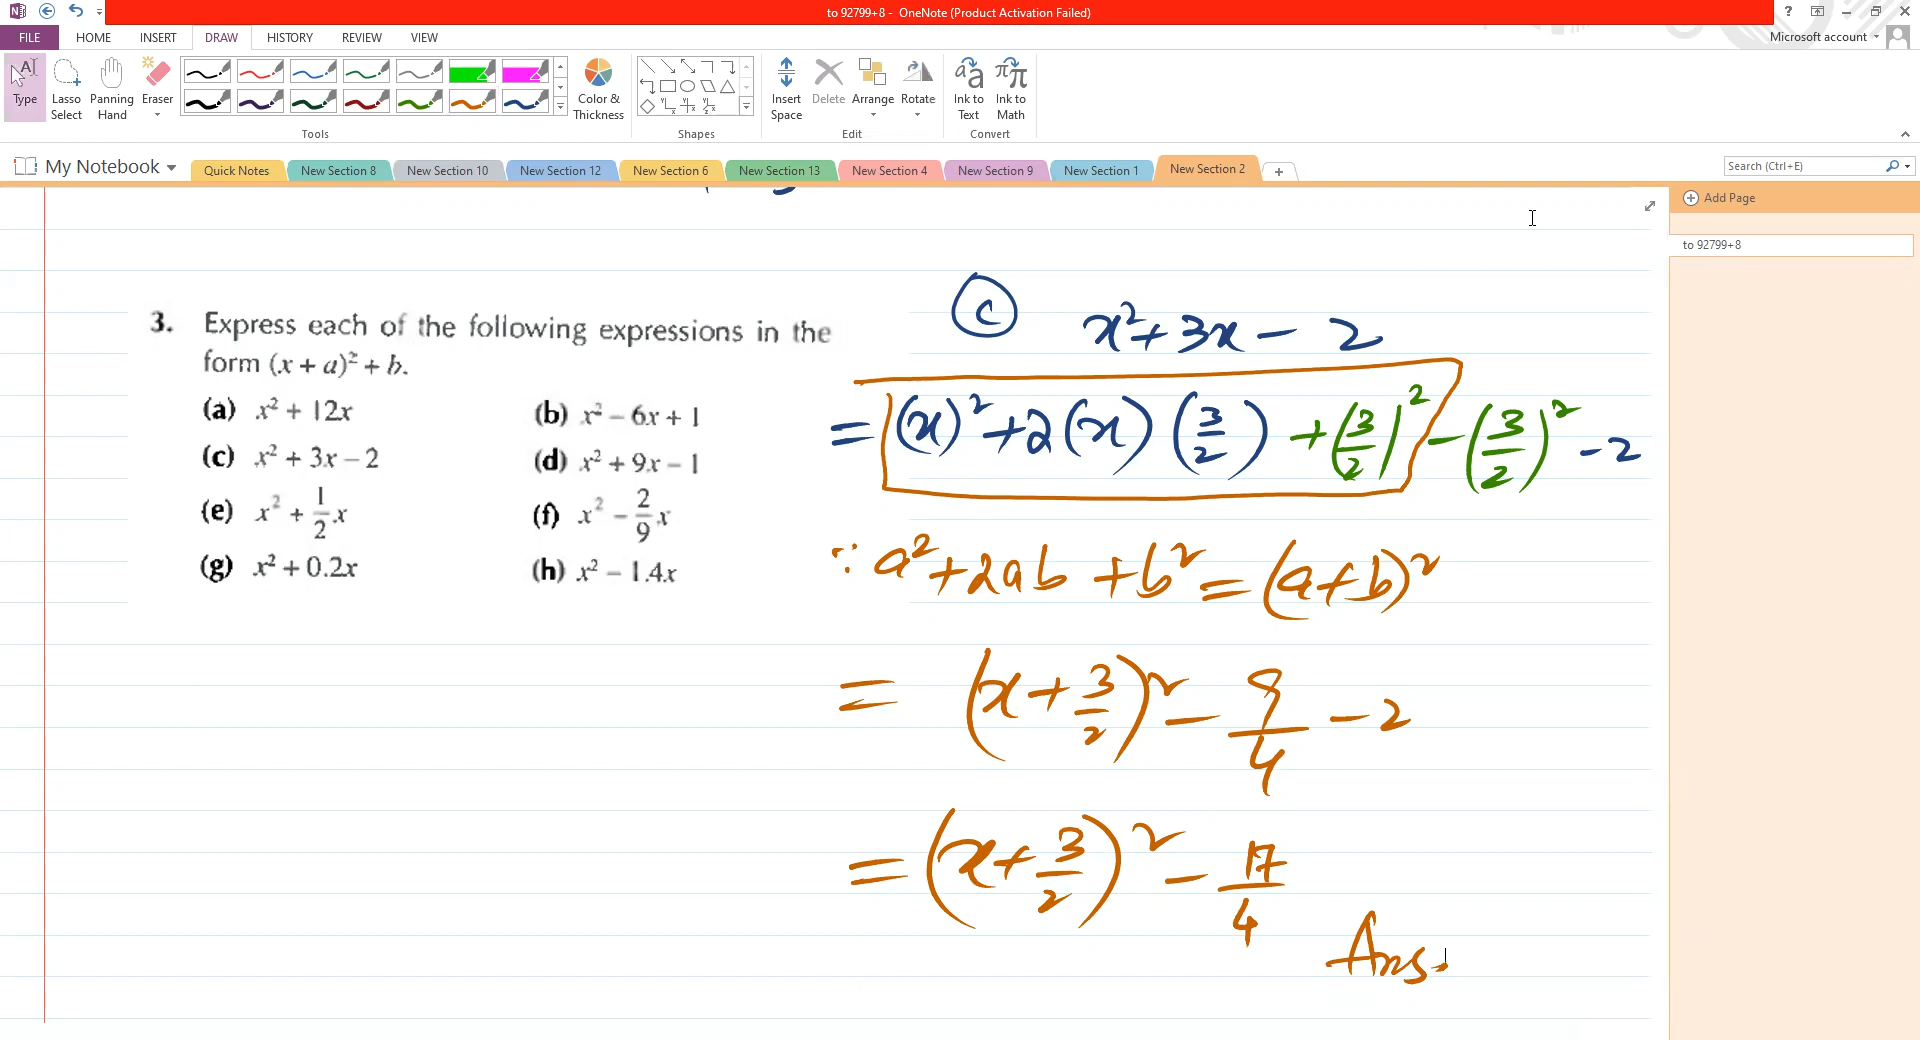 to 92799+8 - OneNote (Product Activation Failed)
?
FILE HOME INSERT DRAW HISTORY REVIEW VIEW
Microsoft account
Type
Lasso Select
Panning Hand
Eraser
Color & Thickness
Insert Space
Delete
Arrange
Rotate
Ink to Text
Ink to Math
Tools Shapes Edit Convert
My Notebook Quick Notes New Section 8 New Section 10 New Section 12 New Section 6 New Section 13 New Section 4 New Section 9 New Section 1 New Section 2 +
Search (Ctrl+E)
Add Page
to 92799+8
3. Express each of the following expressions in the
form (x + a)² + b.
(a) x² + 12x (b) x² – 6x + 1
(c) x² + 3x – 2 (d) x² + 9x – 1
(e) x² + 1/2 x (f) x² – 2/9 x
(g) x² + 0.2x (h) x² – 1.4x
(c) x² + 3x – 2
= (x)² + 2(x)(3/2) + (3/2)² – (3/2)² – 2
∵ a² + 2ab + b² = (a+b)²
= (x + 3/2)² – 9/4 – 2
= (x + 3/2)² – 17/4
Ans.